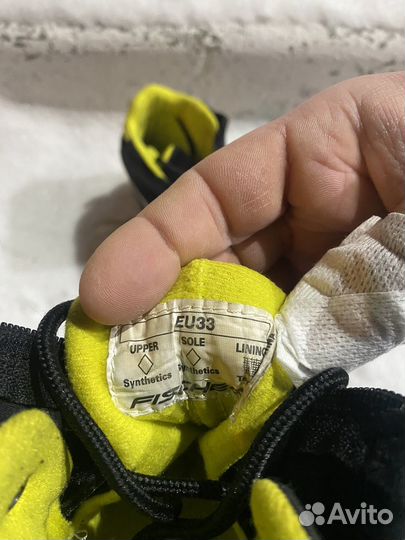 EU33
UPPER SOLE LINING
Synthetics Synthetics
FISCHER
Avito